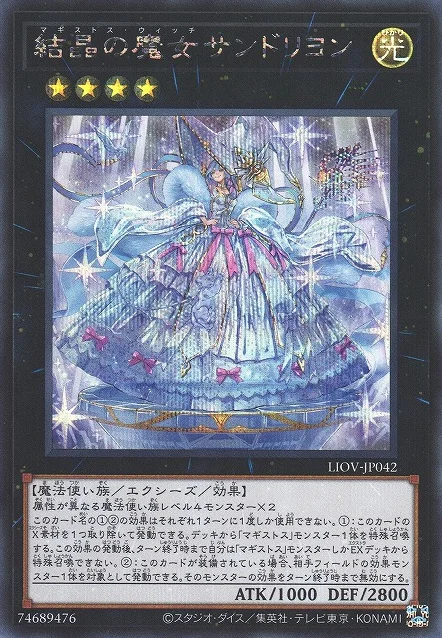 マギストス ウィッチ
結晶の魔女サンドリヨン
光
LIOV-JP042
【魔法使い族/エクシーズ/効果】
属性が異なる魔法使い族レベル4モンスター×2
このカード名の①②の効果はそれぞれ1ターンに1度しか使用できない。①:このカードの
X素材を1つ取り除いて発動できる。デッキから「マギストス」モンスター1体を特殊召喚
する。この効果の発動後、ターン終了時まで自分は「マギストス」モンスターしかEXデッキから
特殊召喚できない。②:このカードが装備されている場合、相手フィールドの効果モン
スター1体を対象として発動できる。そのモンスターの効果をターン終了時まで無効にする。
ATK/1000 DEF/2800
74689476
©スタジオ・ダイス/集英社・テレビ東京・KONAMI